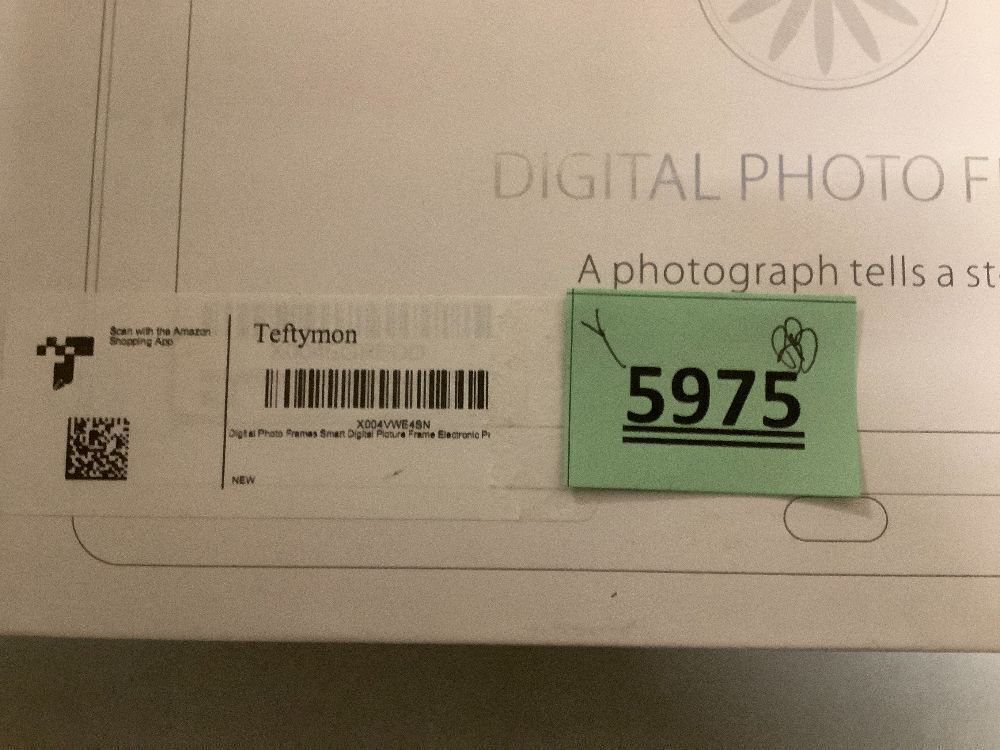 DIGITAL PHOTO F
A photograph tells a st
Scan with the Amazon
Shopping App
Teftymon
X004VWE4SN
Digital Photo Frames Smart Digital Picture Frame Electronic Pr
NEW
5975